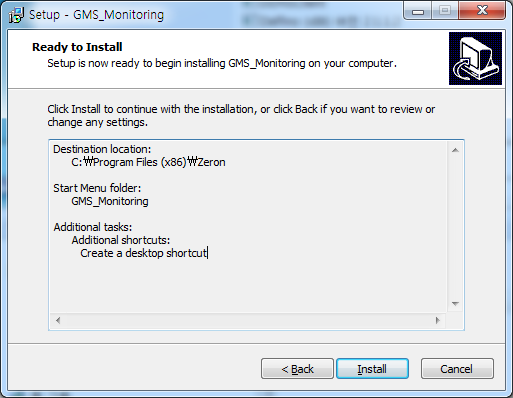 Setup - GMS_Monitoring
Ready to Install
Setup is now ready to begin installing GMS_Monitoring on your computer.
Click Install to continue with the installation, or click Back if you want to review or
change any settings.
Destination location:
C:₩Program Files (x86)₩Zeron
Start Menu folder:
GMS_Monitoring
Additional tasks:
Additional shortcuts:
Create a desktop shortcut
< Back
Install
Cancel